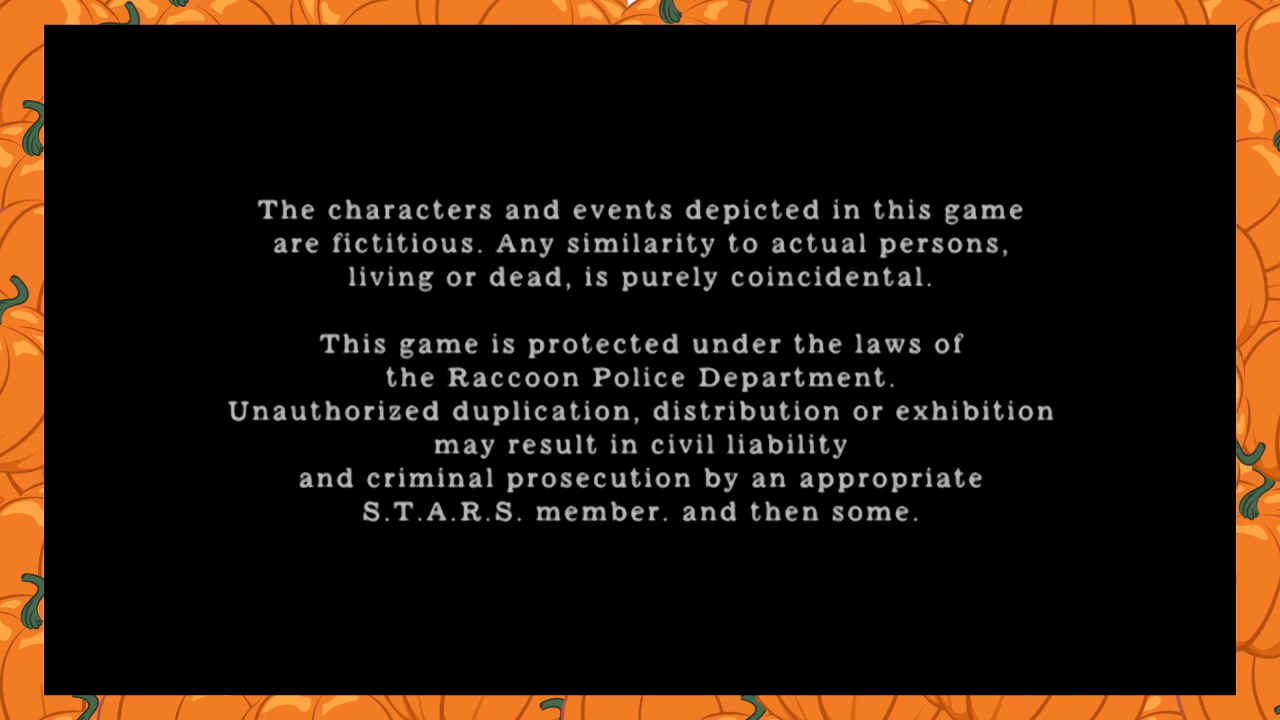 The characters and events depicted in this game
are fictitious. Any similarity to actual persons,
living or dead, is purely coincidental.
This game is protected under the laws of
the Raccoon Police Department.
Unauthorized duplication, distribution or exhibition
may result in civil liability
and criminal prosecution by an appropriate
S.T.A.R.S. member. and then some.